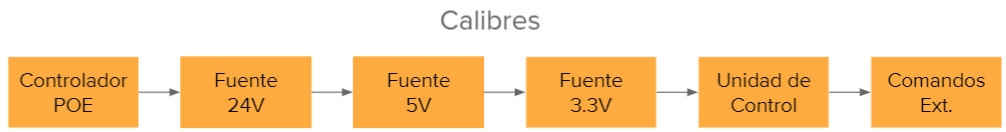 Calibres
Controlador
POE
Fuente
24V
Fuente
5V
Fuente
3.3V
Unidad de
Control
Comandos
Ext.